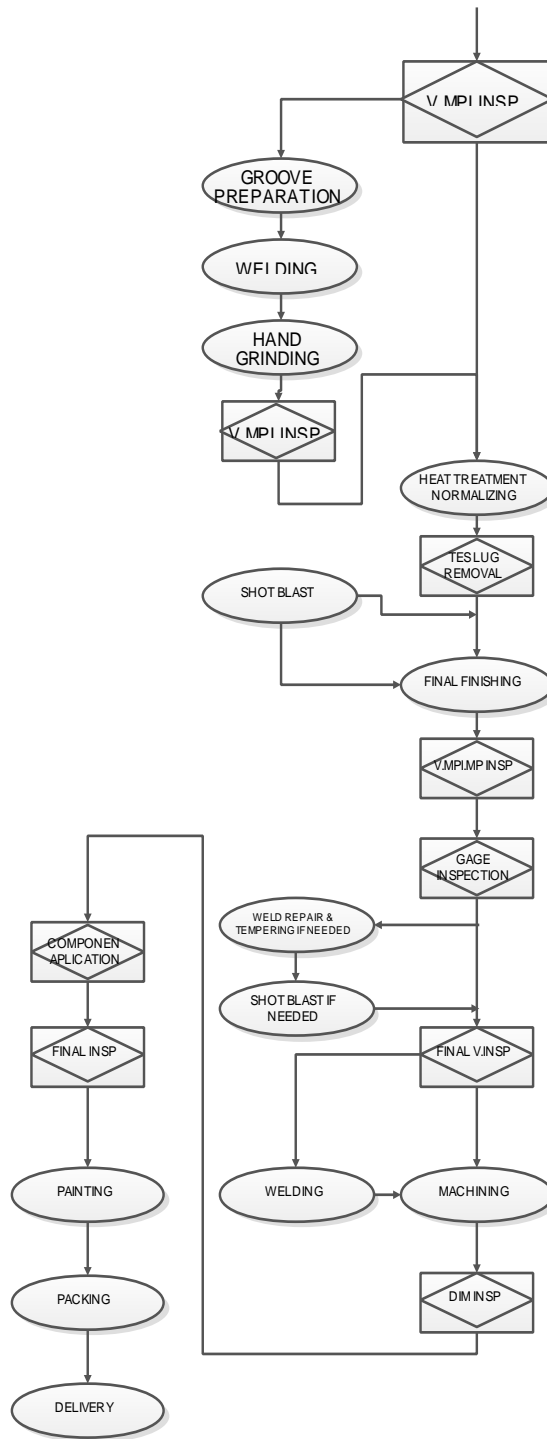 V.MPI.INSP
GROOVE
PREPARATION
WELDING
HAND
GRINDING
V.MPI.INSP
HEAT TREATMENT
NORMALIZING
TESLUG
REMOVAL
SHOT BLAST
FINAL FINISHING
V.MPI.MP INSP
GAGE
INSPECTION
WELD REPAIR &
TEMPERING IF NEEDED
SHOT BLAST IF
NEEDED
FINAL V.INSP
WELDING
MACHINING
DIM INSP
COMPONEN
APLICATION
FINAL INSP
PAINTING
PACKING
DELIVERY